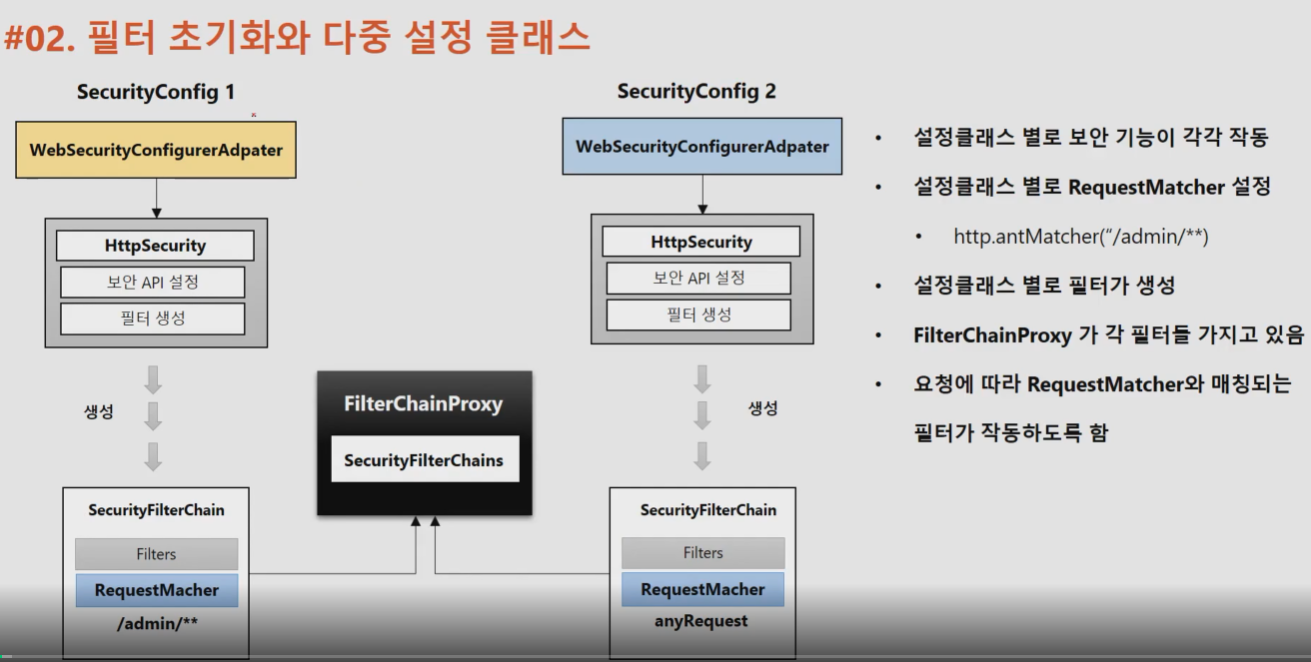 #02. 필터 초기화와 다중 설정 클래스
SecurityConfig 1
WebSecurityConfigurerAdpater
HttpSecurity
보안 API 설정
필터 생성
생성
SecurityFilterChain
Filters
RequestMacher
/admin/**
FilterChainProxy
SecurityFilterChains
SecurityConfig 2
WebSecurityConfigurerAdpater
HttpSecurity
보안 API 설정
필터 생성
생성
SecurityFilterChain
Filters
RequestMacher
anyRequest
• 설정클래스 별로 보안 기능이 각각 작동
• 설정클래스 별로 RequestMatcher 설정
• http.antMatcher(“/admin/**)
• 설정클래스 별로 필터가 생성
• FilterChainProxy 가 각 필터들 가지고 있음
• 요청에 따라 RequestMatcher와 매칭되는
필터가 작동하도록 함